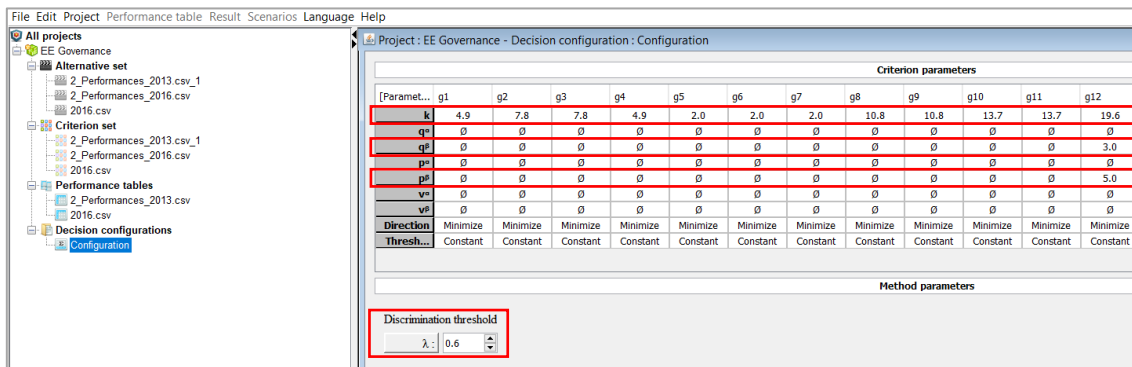 File Edit Project Performance table Result Scenarios Language Help
All projects
EE Governance
Alternative set
2_Performances_2013.csv_1
2_Performances_2016.csv
2016.csv
Criterion set
2_Performances_2013.csv_1
2_Performances_2016.csv
2016.csv
Performance tables
2_Performances_2013.csv
2016.csv
Decision configurations
Configuration
Project : EE Governance - Decision configuration : Configuration
Criterion parameters
[Paramet... g1 g2 g3 g4 g5 g6 g7 g8 g9 g10 g11 g12
k 4.9 7.8 7.8 4.9 2.0 2.0 2.0 10.8 10.8 13.7 13.7 19.6
qα Ø Ø Ø Ø Ø Ø Ø Ø Ø Ø Ø Ø
qβ Ø Ø Ø Ø Ø Ø Ø Ø Ø Ø Ø 3.0
pα Ø Ø Ø Ø Ø Ø Ø Ø Ø Ø Ø Ø
pβ Ø Ø Ø Ø Ø Ø Ø Ø Ø Ø Ø 5.0
vα Ø Ø Ø Ø Ø Ø Ø Ø Ø Ø Ø Ø
vβ Ø Ø Ø Ø Ø Ø Ø Ø Ø Ø Ø Ø
Direction Minimize Minimize Minimize Minimize Minimize Minimize Minimize Minimize Minimize Minimize Minimize Minimize
Thresh... Constant Constant Constant Constant Constant Constant Constant Constant Constant Constant Constant Constant
Method parameters
Discrimination threshold
λ : 0.6